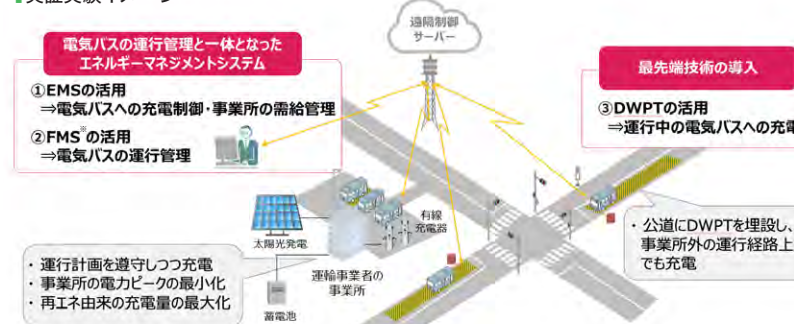 遠隔制御
サーバー
電気バスの運行管理と一体となった
エネルギーマネジメントシステム
①EMSの活用
⇒電気バスへの充電制御・事業所の需給管理
②FMS※の活用
⇒電気バスの運行管理
最先端技術の導入
③DWPTの活用
⇒運行中の電気バスへの充電
太陽光発電
有線
充電器
運輸事業者の
事業所
蓄電池
・ 運行計画を遵守しつつ充電
・ 事業所の電力ピークの最小化
・ 再エネ由来の充電量の最大化
・ 公道にDWPTを埋設し、
事業所外の運行経路上
でも充電